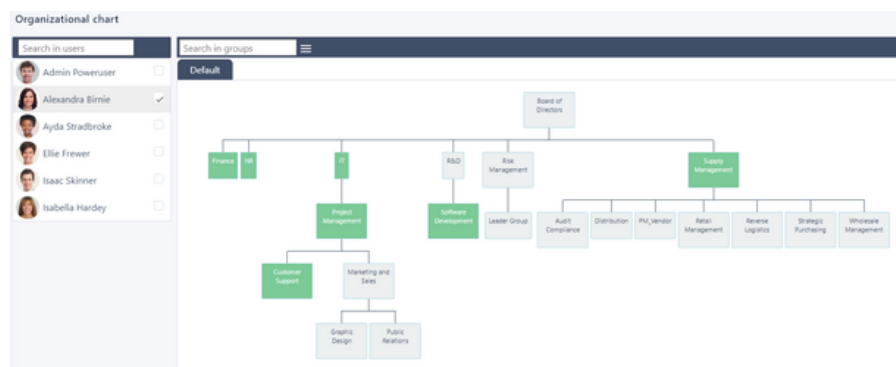 Organizational chart
Search in users
Search in groups
Default
Admin Poweruser
Alexandra Birnie
Ayda Stradbroke
Ellie Frewer
Isaac Skinner
Isabella Hardey
Board of
Directors
Finance
HR
IT
R&D
Risk
Management
Supply
Management
Project
Management
Software
Development
Leader Group
Audit
Compliance
Distribution
PM_Vendor
Retail
Management
Reverse
Logistics
Strategic
Purchasing
Wholesale
Management
Customer
Support
Marketing and
Sales
Graphic
Design
Public
Relations